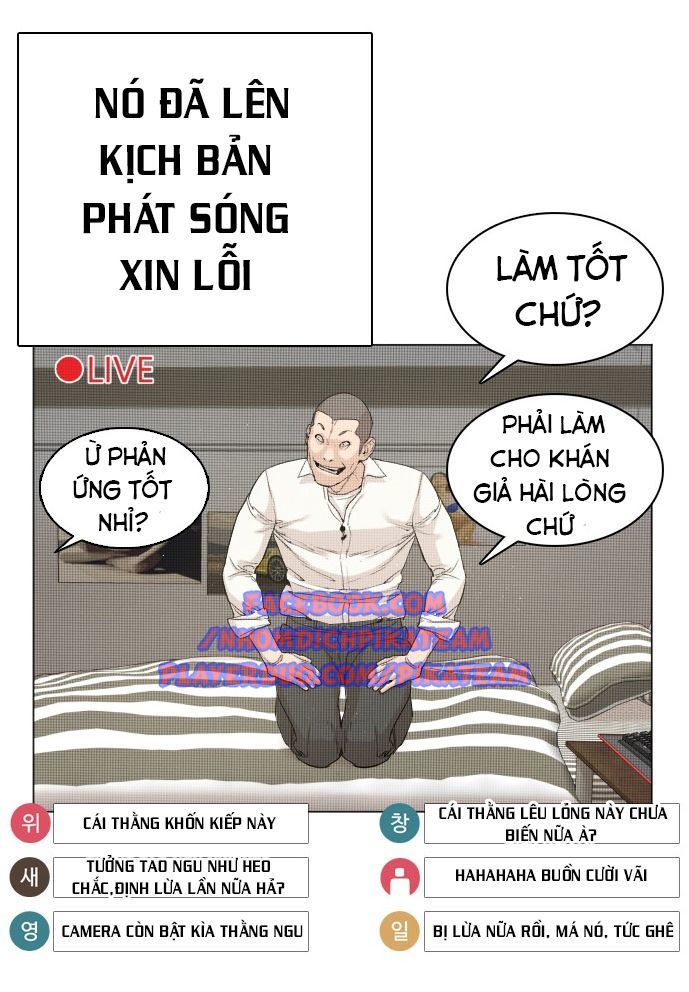 NÓ ĐÃ LÊN
KỊCH BẢN
PHÁT SÓNG
XIN LỖI
LÀM TỐT
CHỨ?
LIVE
Ừ PHẢN
ỨNG TỐT
NHỈ?
PHẢI LÀM
CHO KHÁN
GIẢ HÀI LÒNG
CHỨ
FACEBOOK.COM
/NHOMDICHPIKATEAM
PLAYERDUO.COM/PIKATEAM
위
CÁI THẰNG KHỐN KIẾP NÀY
창
CÁI THẰNG LÊU LỎNG NÀY CHƯA
BIẾN NỮA À?
새
TƯỞNG TAO NGU NHƯ HEO
CHẮC,ĐỊNH LỪA LẦN NỮA HẢ?
HAHAHAHA BUỒN CƯỜI VÃI
영
CAMERA CÒN BẬT KÌA THẰNG NGU
일
BỊ LỪA NỮA RỒI, MÁ NÓ, TỨC GHÊ